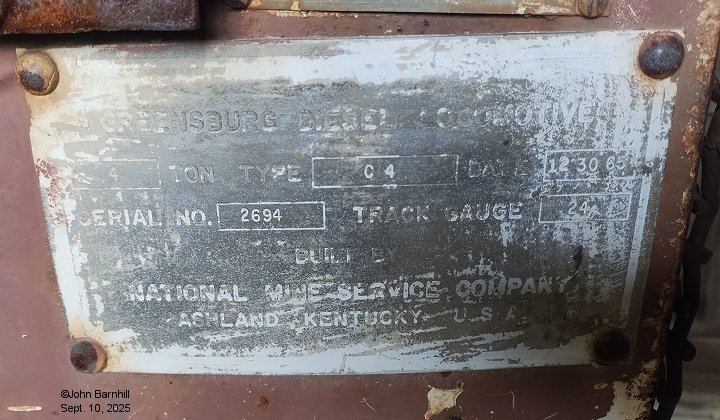 GREENSBURG DIESEL LOCOMOTIVE
4 TON TYPE C 4 DATE 12 30 65
SERIAL NO. 2694 TRACK GAUGE 24
BUILT BY
NATIONAL MINE SERVICE COMPANY
ASHLAND KENTUCKY U.S.A
©John Barnhill
Sept. 10, 2025